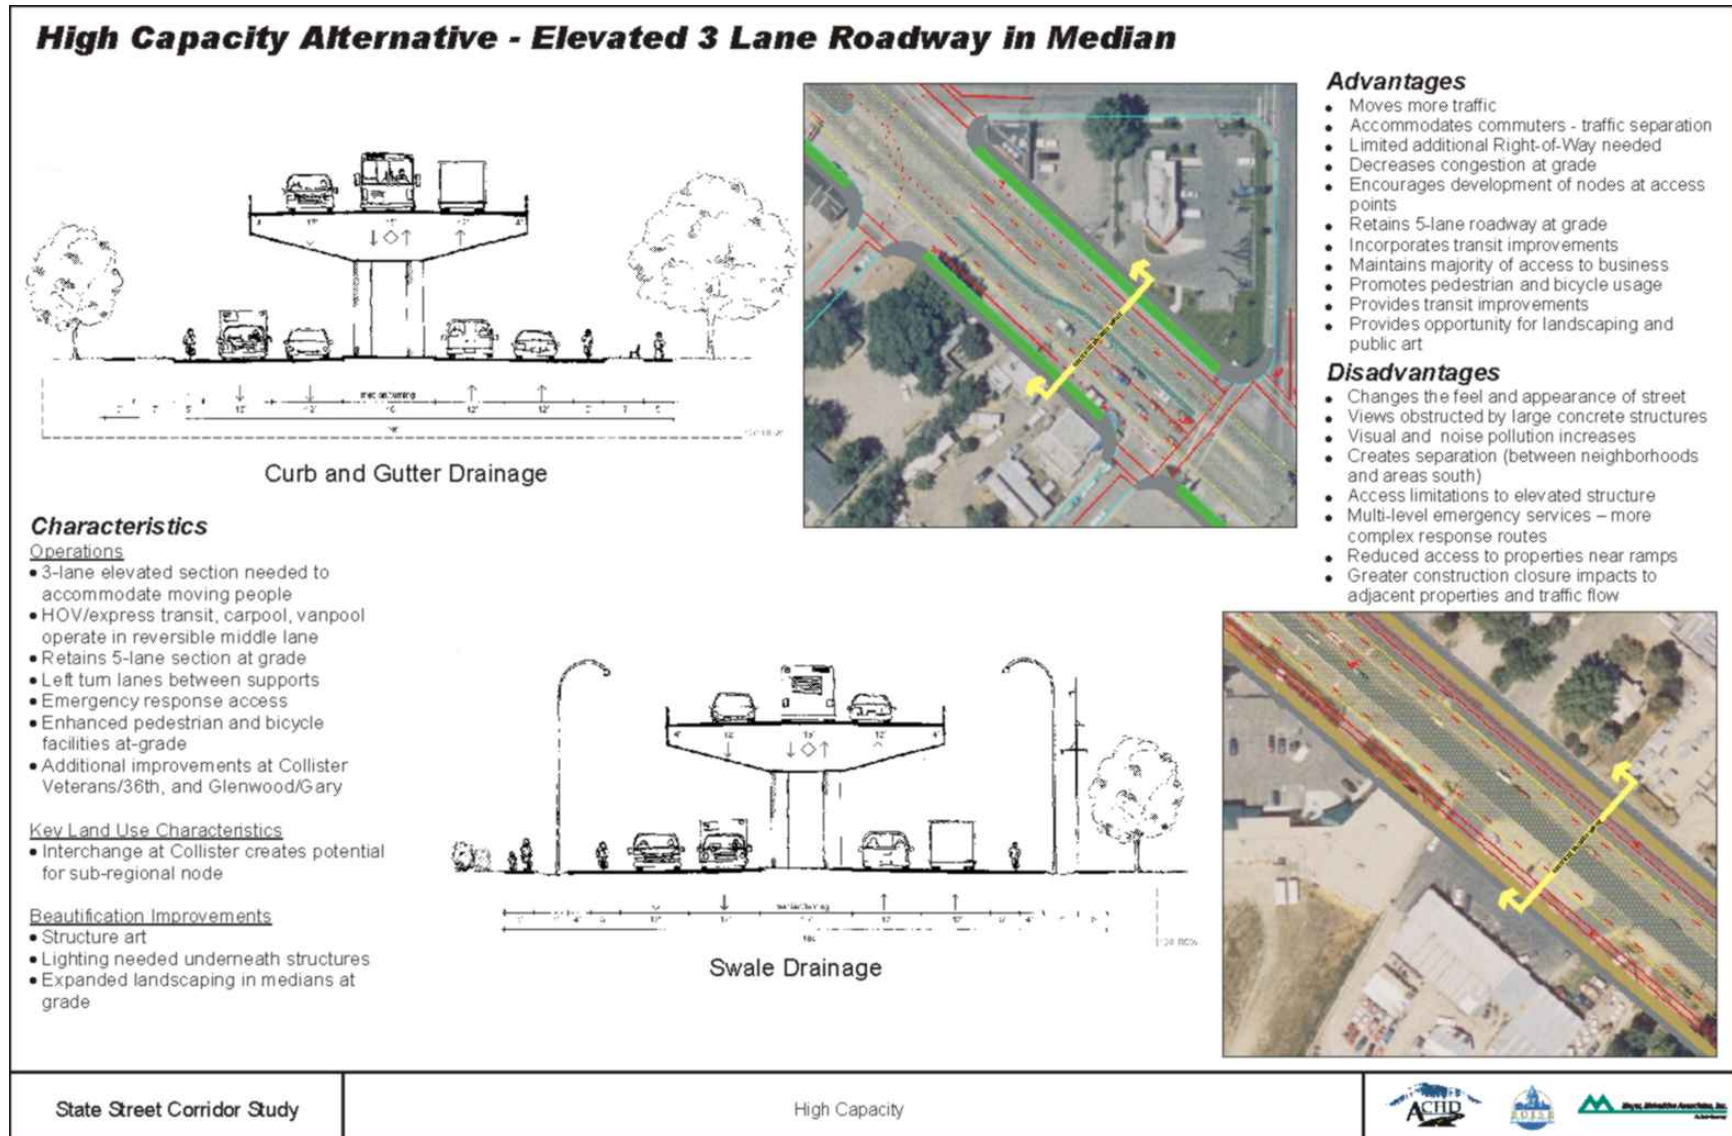 High Capacity Alternative - Elevated 3 Lane Roadway in Median
Curb and Gutter Drainage
Characteristics
Operations
• 3-lane elevated section needed to
accommodate moving people
• HOV/express transit, carpool, vanpool
operate in reversible middle lane
• Retains 5-lane section at grade
• Left turn lanes between supports
• Emergency response access
• Enhanced pedestrian and bicycle
facilities at-grade
• Additional improvements at Collister
Veterans/36th, and Glenwood/Gary
Key Land Use Characteristics
• Interchange at Collister creates potential
for sub-regional node
Beautification Improvements
• Structure art
• Lighting needed underneath structures
• Expanded landscaping in medians at
grade
4' 12' 15' 12' 4'
Swale Drainage
Advantages
• Moves more traffic
• Accommodates commuters - traffic separation
• Limited additional Right-of-Way needed
• Decreases congestion at grade
• Encourages development of nodes at access
points
• Retains 5-lane roadway at grade
• Incorporates transit improvements
• Maintains majority of access to business
• Promotes pedestrian and bicycle usage
• Provides transit improvements
• Provides opportunity for landscaping and
public art
Disadvantages
• Changes the feel and appearance of street
• Views obstructed by large concrete structures
• Visual and noise pollution increases
• Creates separation (between neighborhoods
and areas south)
• Access limitations to elevated structure
• Multi-level emergency services – more
complex response routes
• Reduced access to properties near ramps
• Greater construction closure impacts to
adjacent properties and traffic flow
State Street Corridor Study
High Capacity
ACHD
BOISE